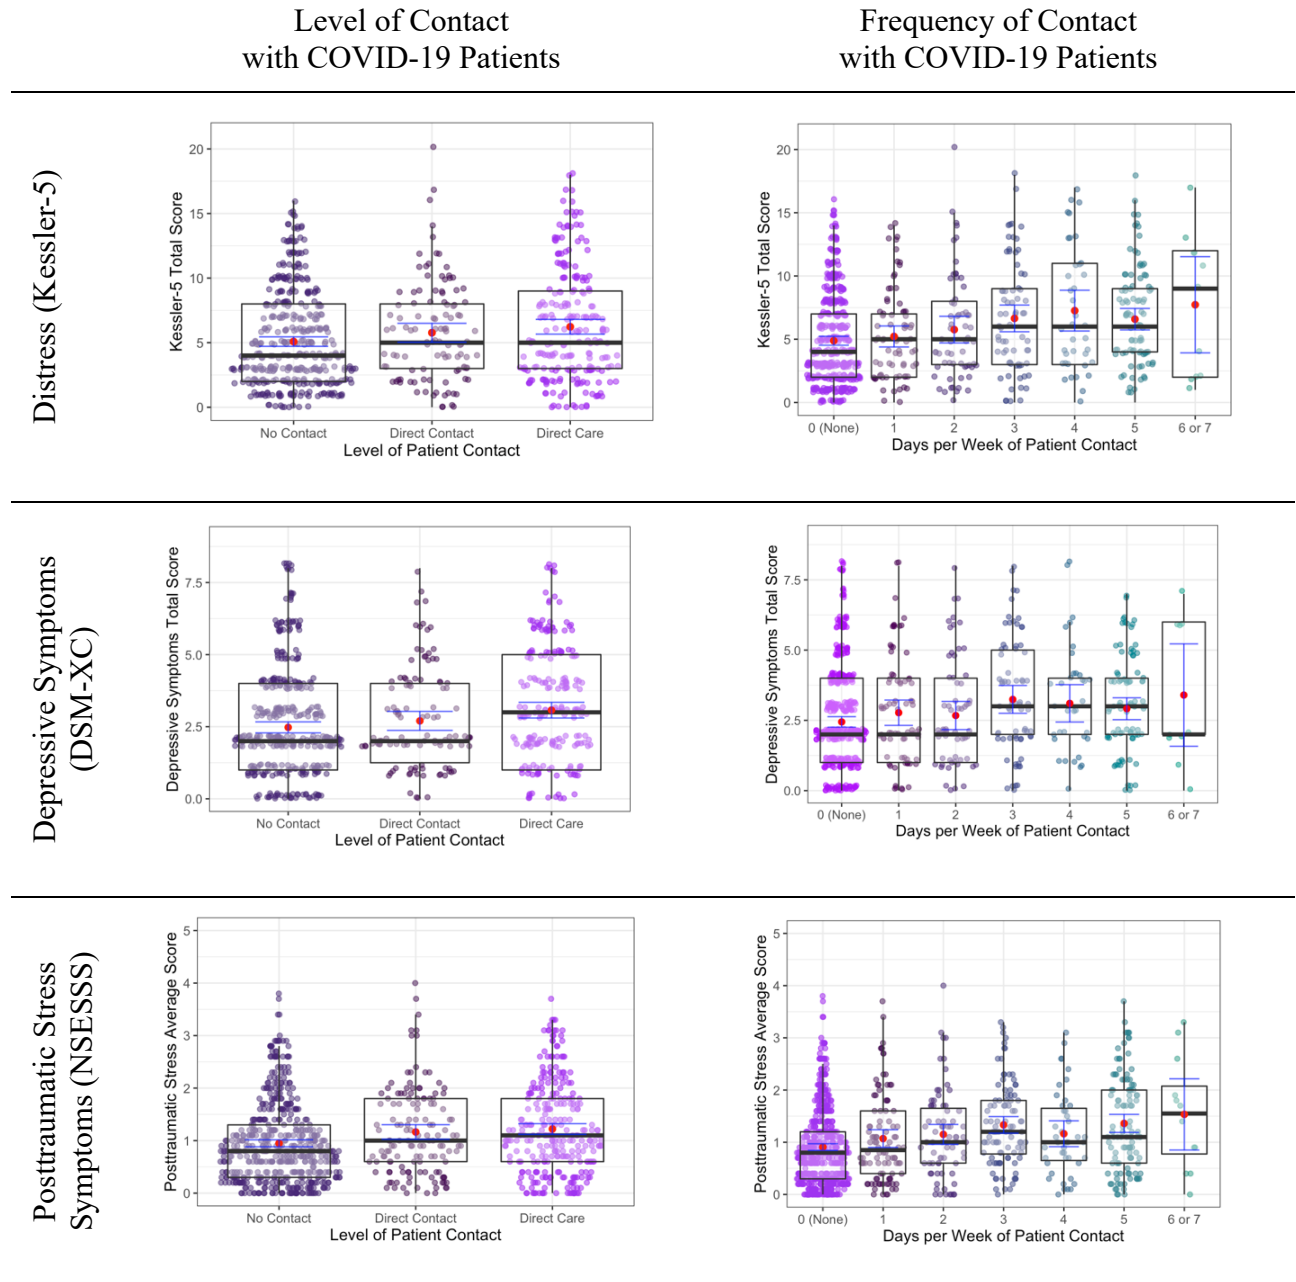 Level of Contact
with COVID-19 Patients
Frequency of Contact
with COVID-19 Patients
Distress (Kessler-5)
Kessler-5 Total Score
20
15
10
5
0
No Contact Direct Contact Direct Care
Level of Patient Contact
Kessler-5 Total Score
20
15
10
5
0
0 (None) 1 2 3 4 5 6 or 7
Days per Week of Patient Contact
Depressive Symptoms
(DSM-XC)
Depressive Symptoms Total Score
7.5
5.0
2.5
0.0
No Contact Direct Contact Direct Care
Level of Patient Contact
Depressive Symptoms Total Score
7.5
5.0
2.5
0.0
0 (None) 1 2 3 4 5 6 or 7
Days per Week of Patient Contact
Posttraumatic Stress
Symptoms (NSESSS)
Posttraumatic Stress Average Score
5
4
3
2
1
0
No Contact Direct Contact Direct Care
Level of Patient Contact
Posttraumatic Stress Average Score
5
4
3
2
1
0
0 (None) 1 2 3 4 5 6 or 7
Days per Week of Patient Contact